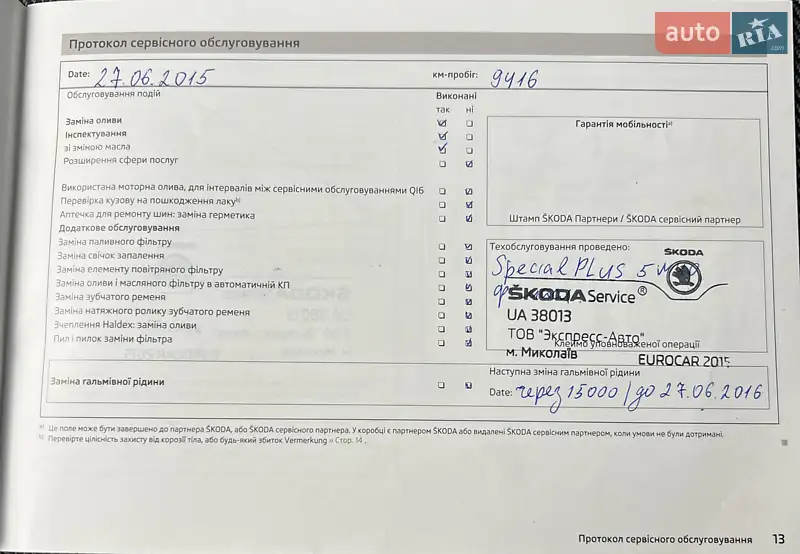 auto RIA .com
Протокол сервісного обслуговування
Date: 27.06.2015 км-пробіг: 9416
Обслуговування подій Виконані
так ні
Гарантія мобільності а)
Заміна оливи
Інспектування
зі зміною масла
Розширення сфери послуг
Використана моторна олива, для інтервалів між сервісними обслуговуваннями QI6
Перевірка кузову на пошкодження лаку b)
Аптечка для ремонту шин: заміна герметика
Штамп ŠKODA Партнери / ŠKODA сервісний партнер
Додаткове обслуговування
Заміна паливного фільтру
Техобслуговування проведено:
Заміна свічок запалення
ŠKODA
Special PLUS 5
Заміна елементу повітряного фільтру
Заміна оливи і масляного фільтру в автоматичній КП
ŠKODA Service®
Заміна зубчатого ременя
Заміна натяжного ролику зубчатого ременя
UA 38013
Зчеплення Haldex: заміна оливи
ТОВ "Экспресс-Авто"
Пил і пилок заміни фільтра
Клеймо уповноваженої операції
м. Миколаїв EUROCAR 2015
Наступна зміна гальмівної рідини
Заміна гальмівної рідини
Date: через 15000 / до 27.06.2016
a) Це поле може бути завершено до партнера ŠKODA, або ŠKODA сервісного партнера. У коробці є партнером ŠKODA або видалені ŠKODA сервісним партнером, коли умови не були дотримані.
b) Перевірте цілісність захисту від корозії тіла, або будь-який збиток Vermerkung » Стор. 14 .
Протокол сервісного обслуговування 13